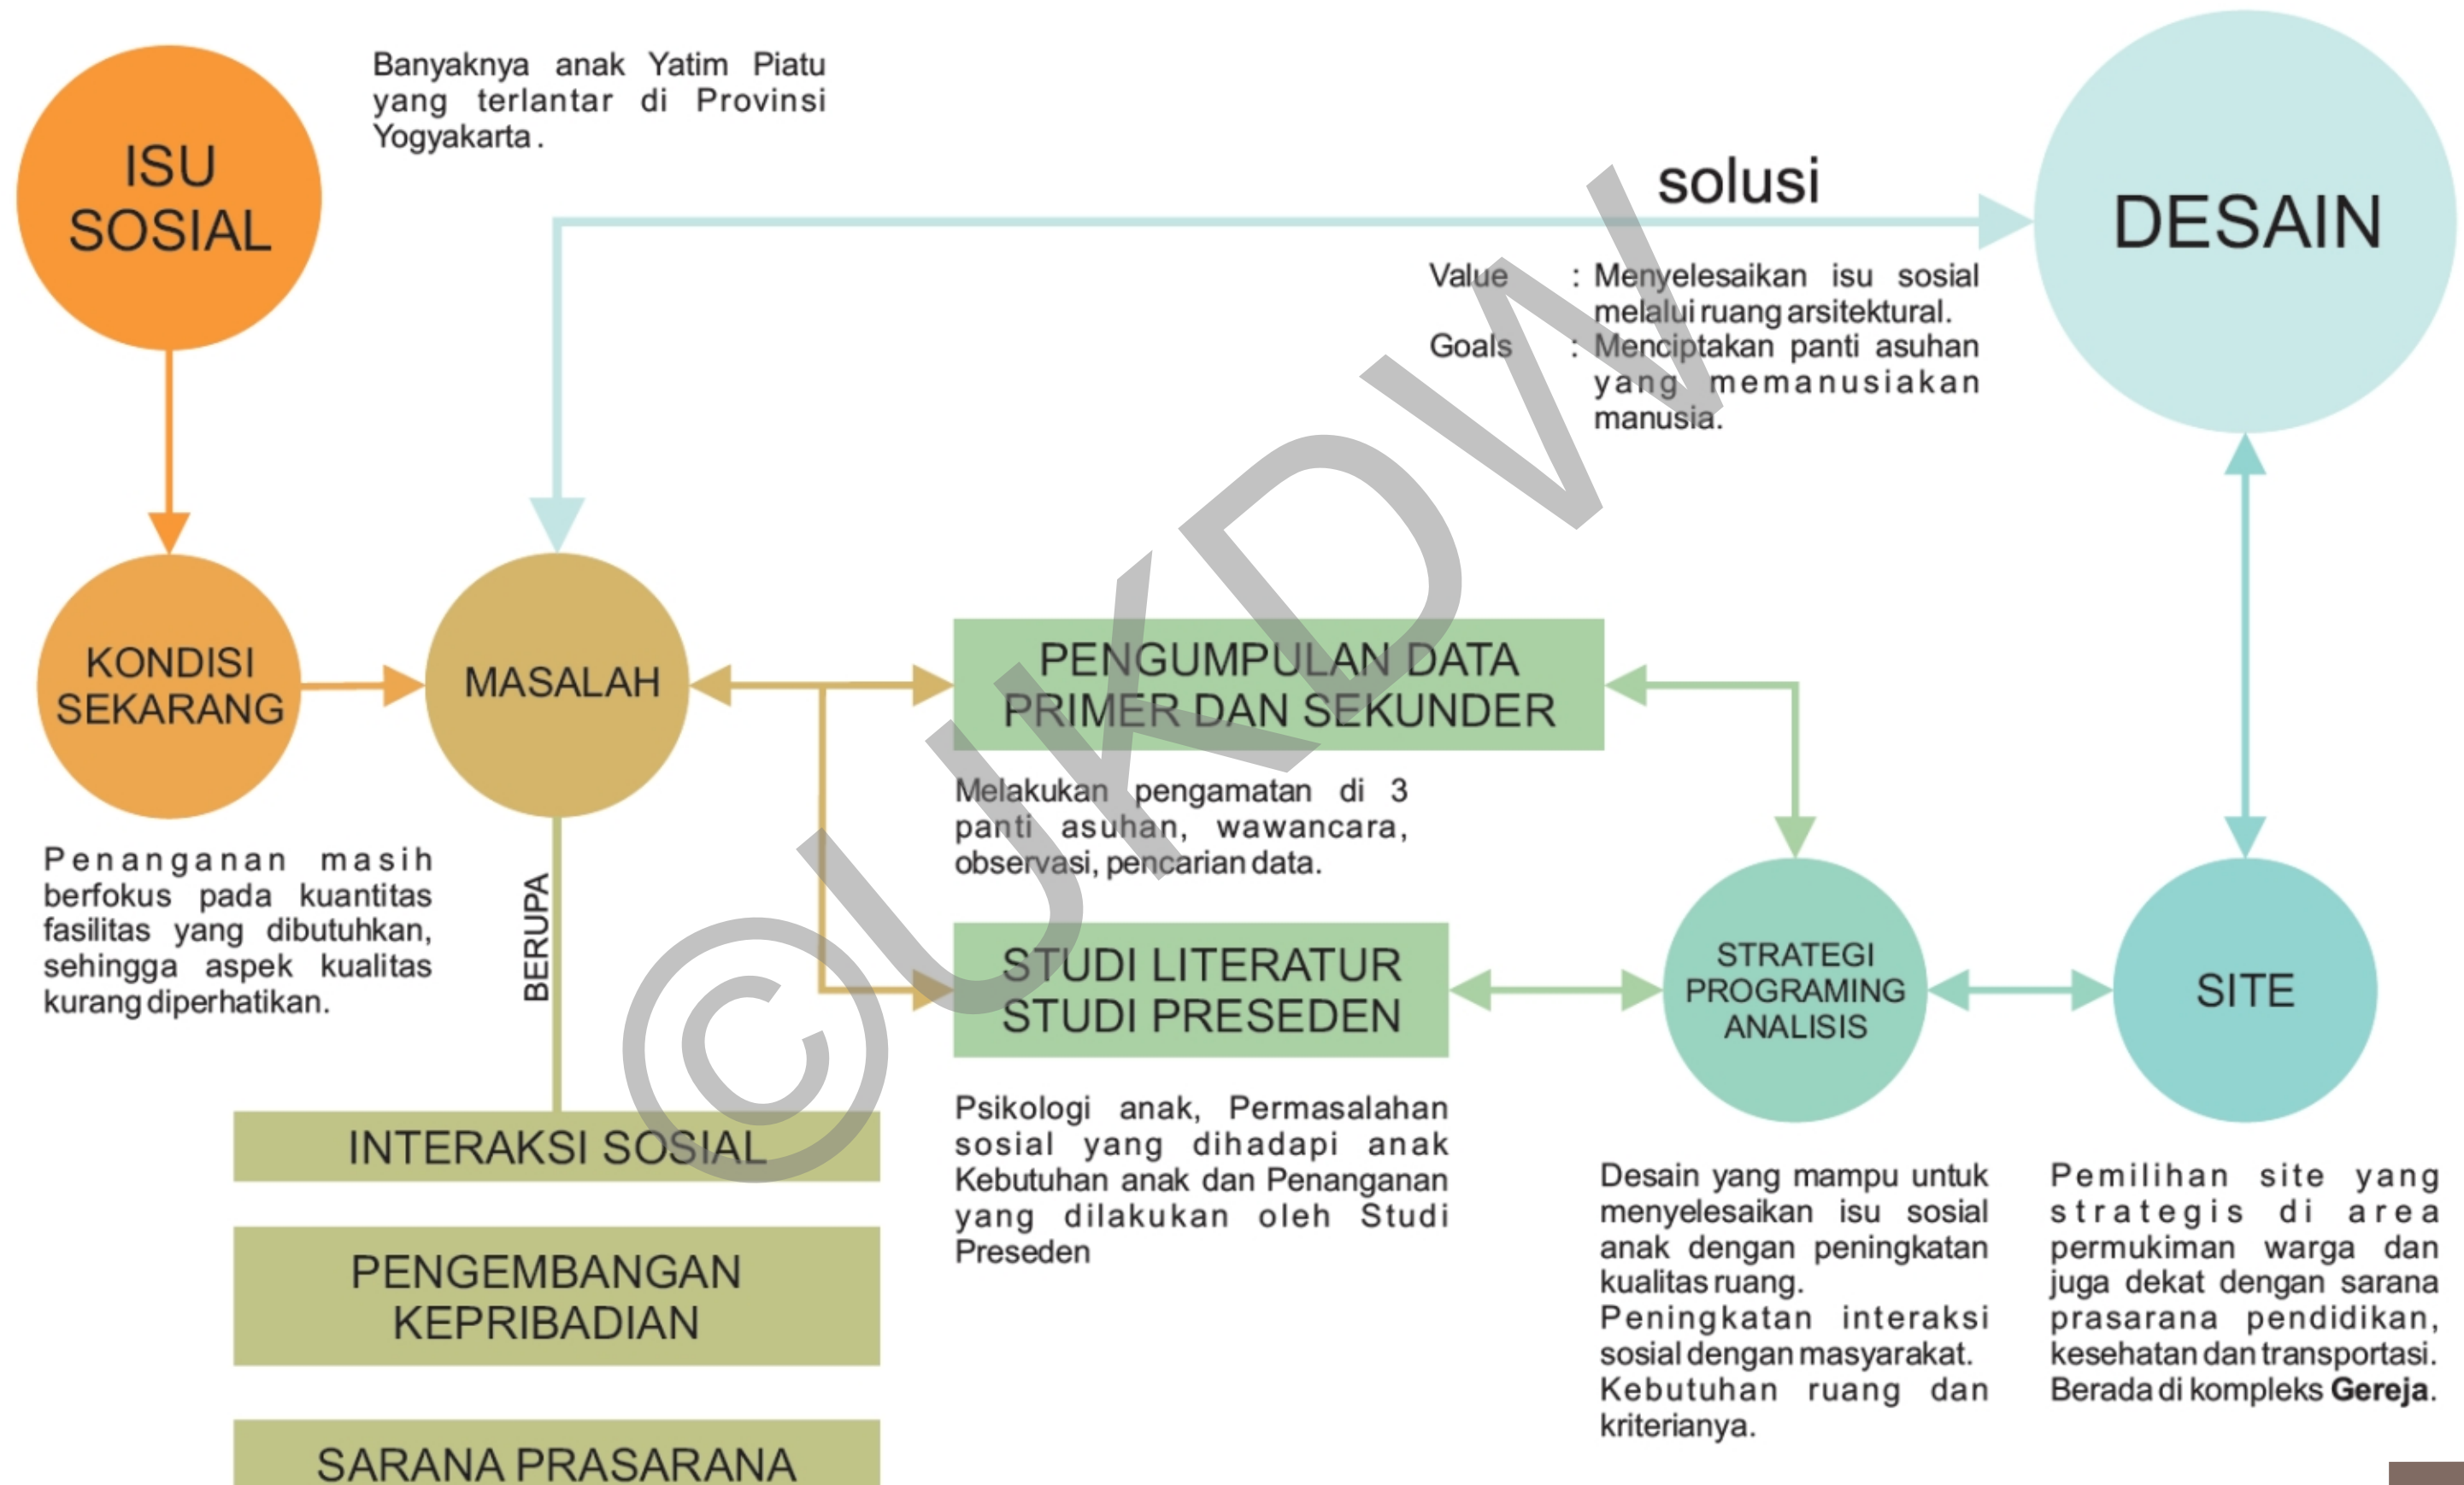 ISU
SOSIAL
Banyaknya anak Yatim Piatu
yang terlantar di Provinsi
Yogyakarta.
solusi
DESAIN
Value : Menyelesaikan isu sosial
melalui ruang arsitektural.
Goals : Menciptakan panti asuhan
yang memanusiakan
manusia.
KONDISI
SEKARANG
Penanganan masih
berfokus pada kuantitas
fasilitas yang dibutuhkan,
sehingga aspek kualitas
kurang diperhatikan.
MASALAH
BERUPA
INTERAKSI SOSIAL
PENGEMBANGAN
KEPRIBADIAN
SARANA PRASARANA
PENGUMPULAN DATA
PRIMER DAN SEKUNDER
Melakukan pengamatan di 3
panti asuhan, wawancara,
observasi, pencarian data.
STUDI LITERATUR
STUDI PRESEDEN
Psikologi anak, Permasalahan
sosial yang dihadapi anak
Kebutuhan anak dan Penanganan
yang dilakukan oleh Studi
Preseden
STRATEGI
PROGRAMING
ANALISIS
Desain yang mampu untuk
menyelesaikan isu sosial
anak dengan peningkatan
kualitas ruang.
Peningkatan interaksi
sosial dengan masyarakat.
Kebutuhan ruang dan
kriterianya.
SITE
Pemilihan site yang
strategis di area
permukiman warga dan
juga dekat dengan sarana
prasarana pendidikan,
kesehatan dan transportasi.
Berada di kompleks Gereja.
©UKDW